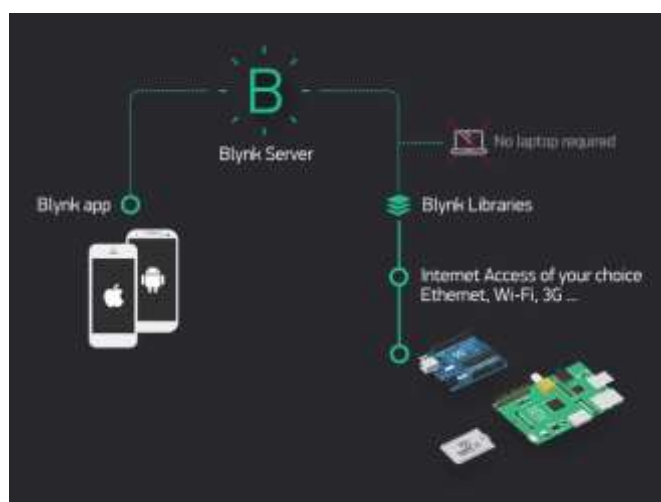 B
Blynk Server
No laptop required
Blynk app
Blynk Libraries
Internet Access of your choice
Ethernet, Wi-Fi, 3G ...